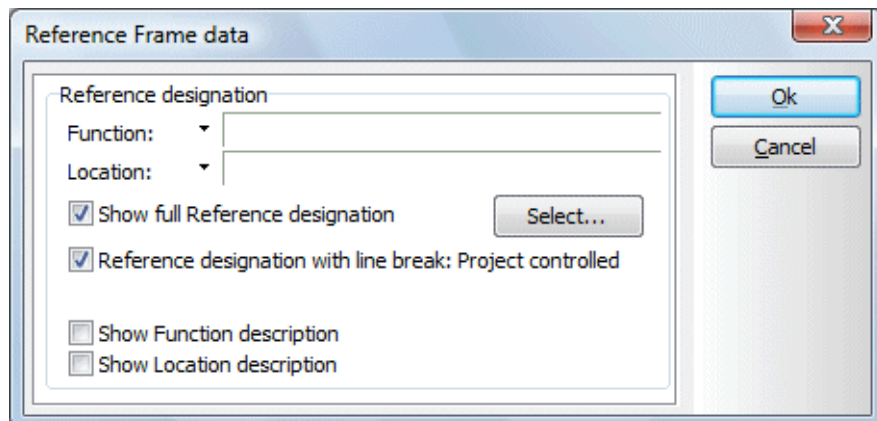 Reference Frame data
Reference designation
Ok
Function:
Cancel
Location:
Show full Reference designation
Select...
Reference designation with line break: Project controlled
Show Function description
Show Location description